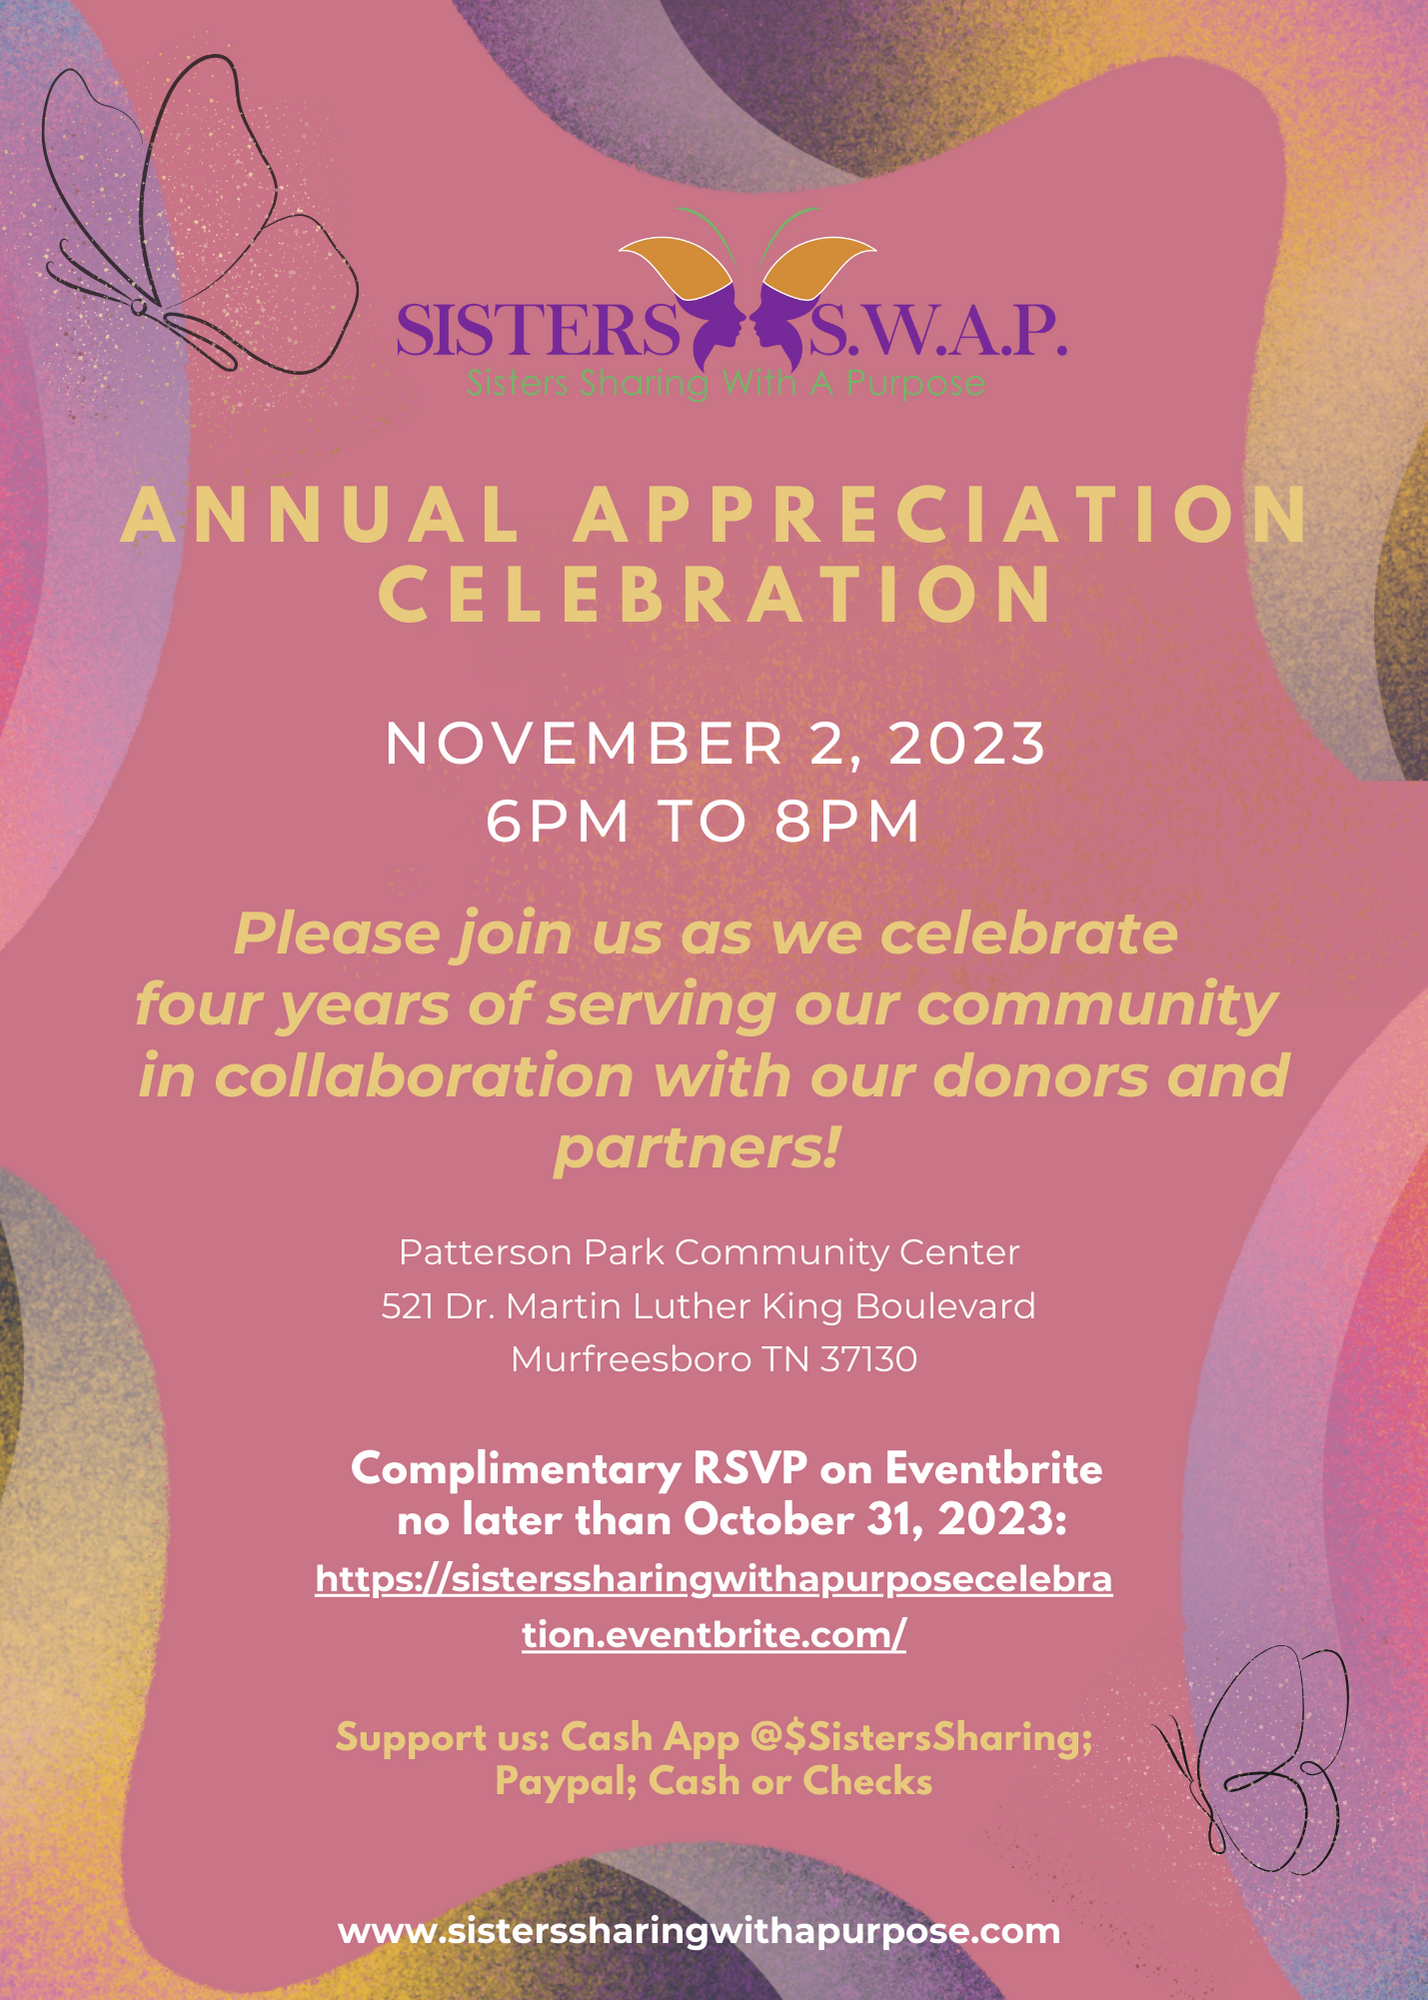 SISTERS S.W.A.P.
Sisters Sharing With A Purpose
ANNUAL APPRECIATION
CELEBRATION
NOVEMBER 2, 2023
6PM TO 8PM
Please join us as we celebrate
four years of serving our community
in collaboration with our donors and
partners!
Patterson Park Community Center
521 Dr. Martin Luther King Boulevard
Murfreesboro TN 37130
Complimentary RSVP on Eventbrite
no later than October 31, 2023:
https://sisterssharingwithapurposecelebra
tion.eventbrite.com/
Support us: Cash App @$SistersSharing;
Paypal; Cash or Checks
www.sisterssharingwithapurpose.com